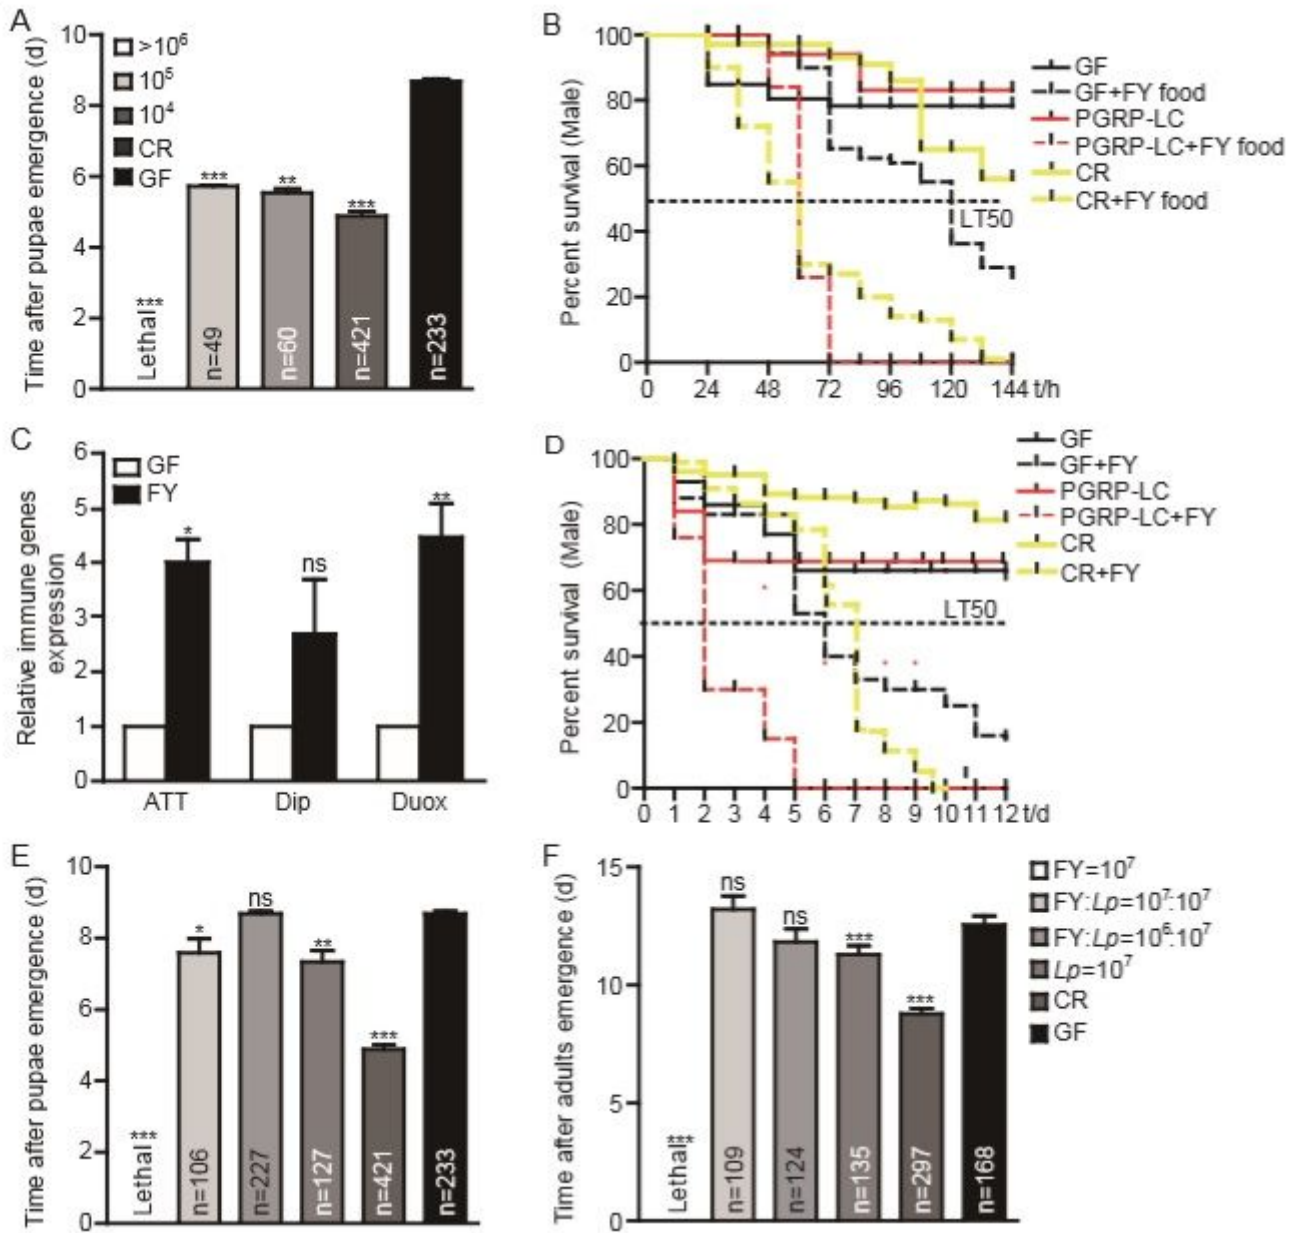 A
Time after pupae emergence (d)
10
8
6
4
2
0
>10⁶
10⁵
10⁴
CR
GF
***
Lethal
***
n=49
**
n=60
***
n=421
n=233
B
Percent survival (Male)
100
80
60
40
20
0
0 24 48 72 96 120 144 t/h
LT50
GF
GF+FY food
PGRP-LC
PGRP-LC+FY food
CR
CR+FY food
C
Relative immune genes
expression
6
5
4
3
2
1
0
GF
FY
*
ns
**
ATT Dip Duox
D
Percent survival (Male)
100
80
60
40
20
0
0 1 2 3 4 5 6 7 8 9 10 11 12 t/d
LT50
GF
GF+FY
PGRP-LC
PGRP-LC+FY
CR
CR+FY
E
Time after pupae emergence (d)
10
8
6
4
2
0
***
Lethal
*
n=106
ns
n=227
**
n=127
***
n=421
n=233
F
Time after adults emergence (d)
15
10
5
0
***
Lethal
ns
n=109
ns
n=124
***
n=135
***
n=297
n=168
FY=10⁷
FY:Lp=10⁷:10⁷
FY:Lp=10⁶:10⁷
Lp=10⁷
CR
GF